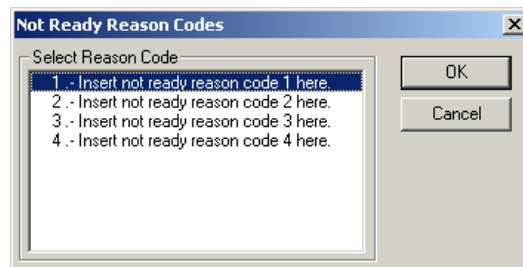 Not Ready Reason Codes
Select Reason Code
1 .- Insert not ready reason code 1 here.
2 .- Insert not ready reason code 2 here.
3 .- Insert not ready reason code 3 here.
4 .- Insert not ready reason code 4 here.
OK
Cancel